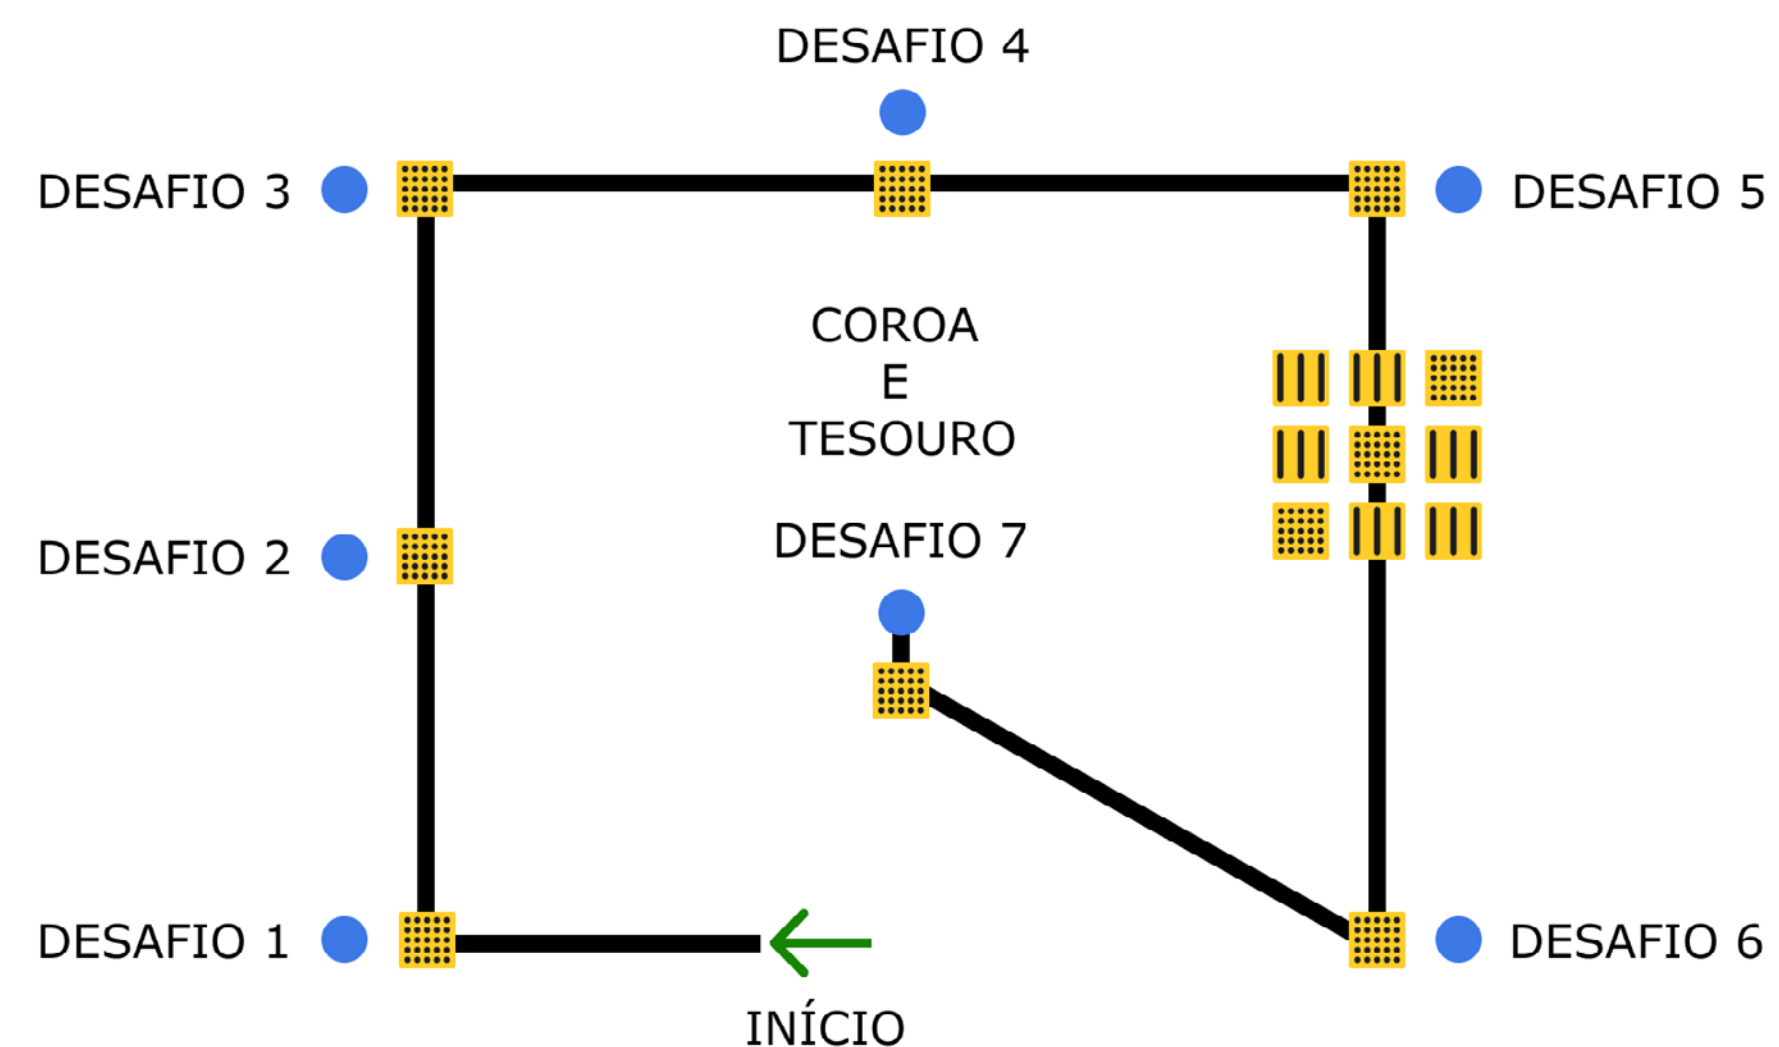 DESAFIO 4
DESAFIO 3
DESAFIO 5
COROA
E
TESOURO
DESAFIO 7
DESAFIO 2
DESAFIO 1
DESAFIO 6
INÍCIO